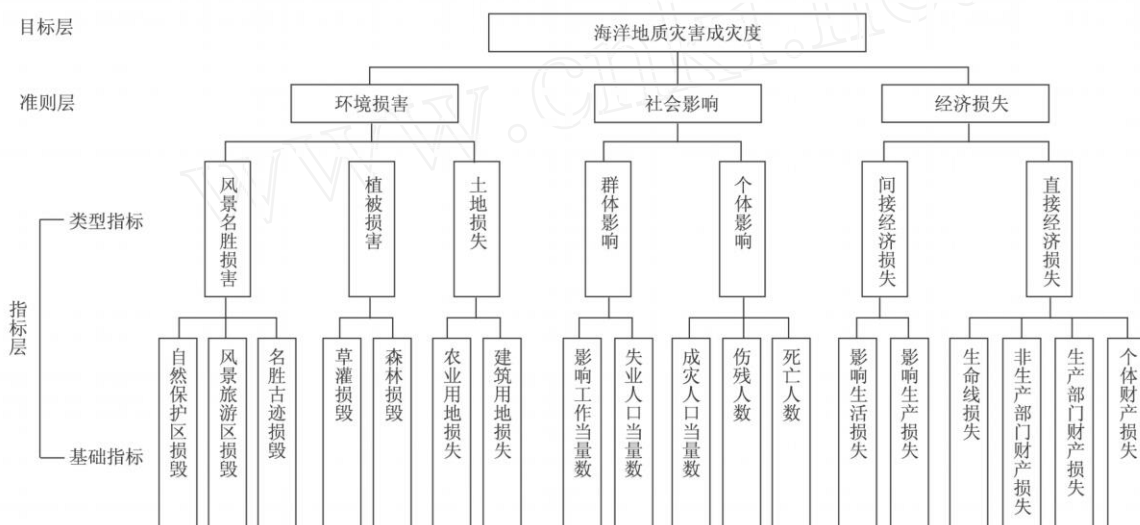 目标层
海洋地质灾害成灾度
准则层
环境损害
社会影响
经济损失
指标层
类型指标
风景名胜损害
植被损害
土地损失
群体影响
个体影响
间接经济损失
直接经济损失
基础指标
自然保护区损毁
风景旅游区损毁
名胜古迹损毁
草灌损毁
森林损毁
农业用地损失
建筑用地损失
影响工作当量数
失业人口当量数
成灾人口当量数
伤残人数
死亡人数
影响生活损失
影响生产损失
生命线损失
非生产部门财产损失
生产部门财产损失
个体财产损失
www.cnki.net